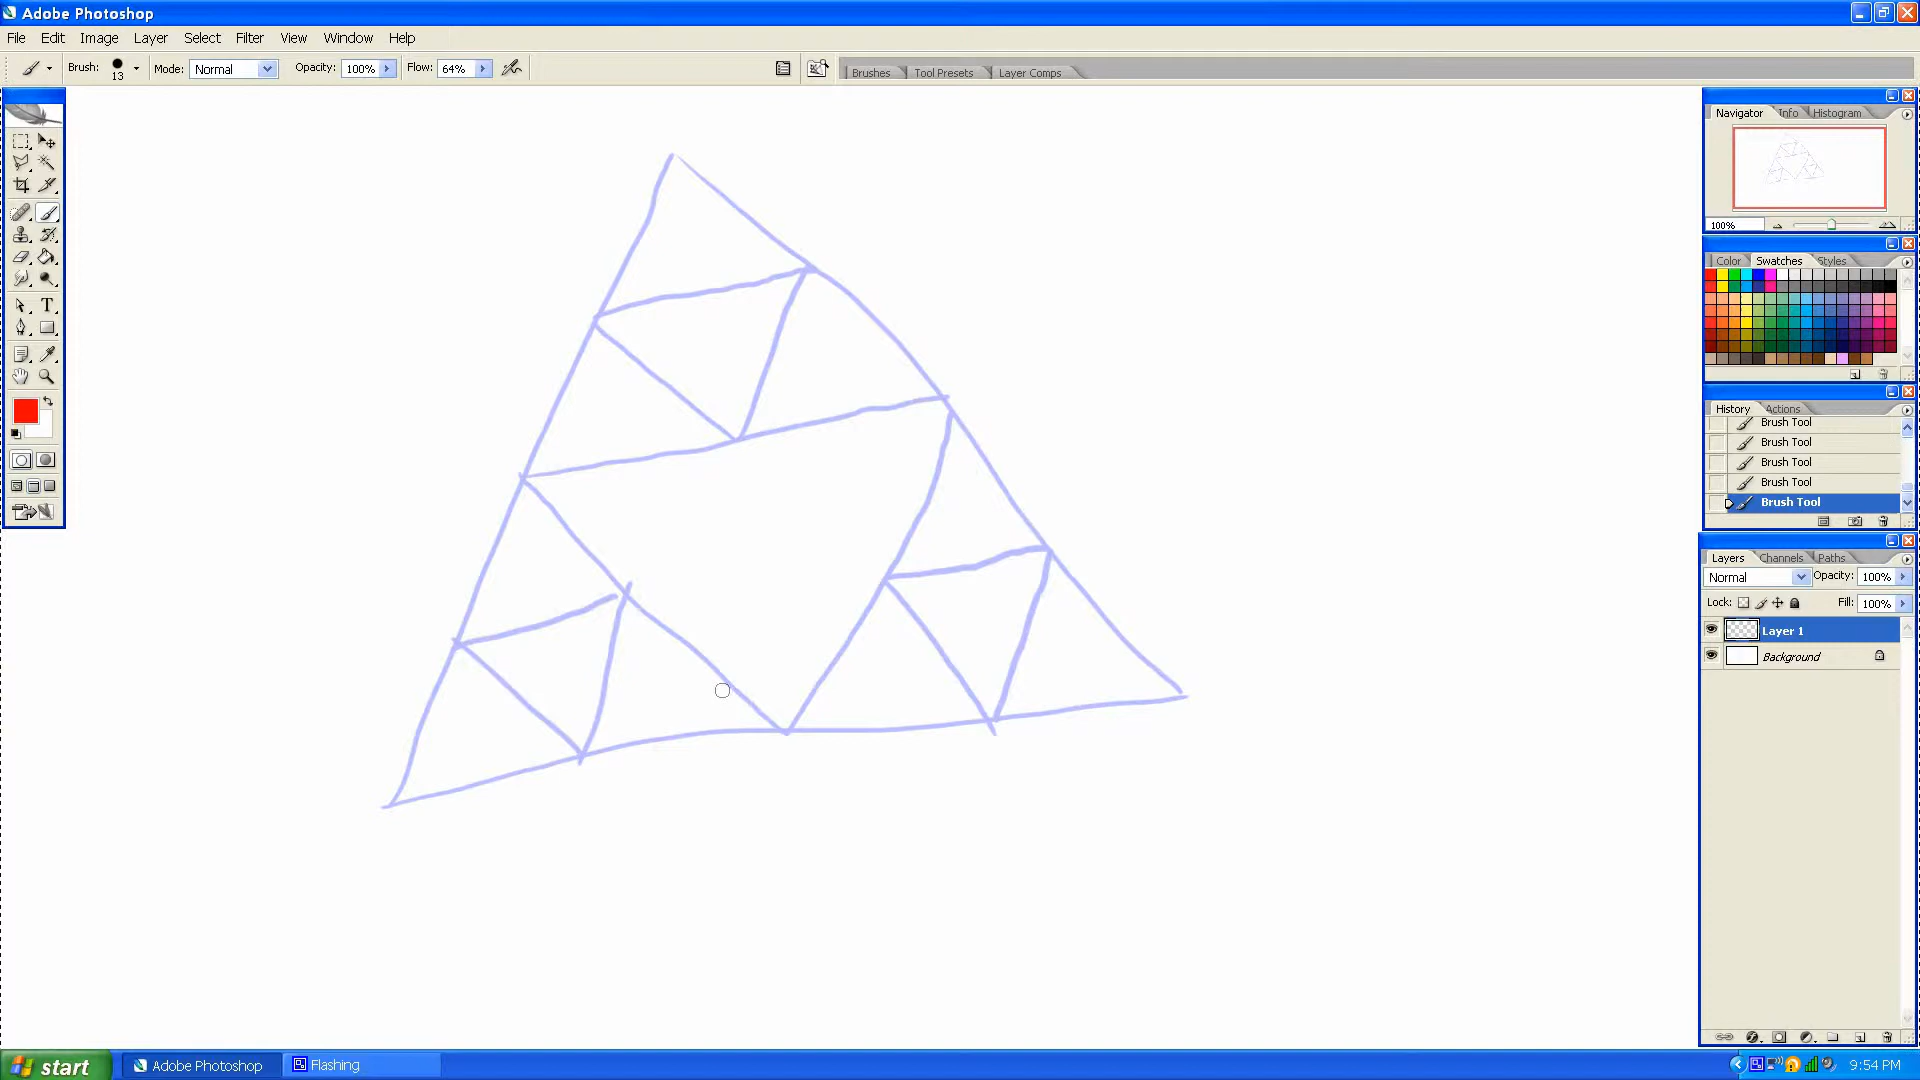 Adobe Photoshop
File Edit Image Layer Select Filter View Window Help
Brush: 13 Mode: Normal Opacity: 100% Flow: 64% Brushes Tool Presets Layer Comps
Navigator Info Histogram
100%
Color Swatches Styles
History Actions
Brush Tool
Brush Tool
Brush Tool
Brush Tool
Brush Tool
Layers Channels Paths
Normal Opacity: 100%
Lock: Fill: 100%
Layer 1
Background
start Adobe Photoshop Flashing 9:54 PM